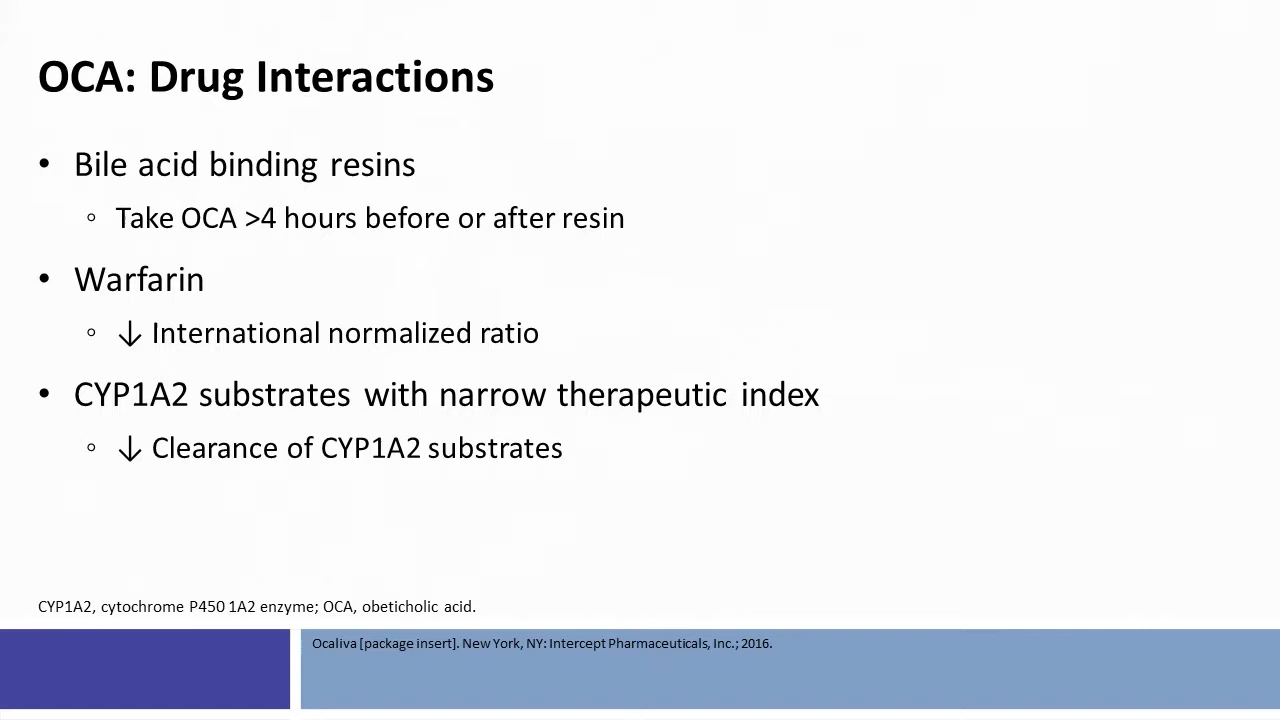 OCA: Drug Interactions
• Bile acid binding resins
◦ Take OCA >4 hours before or after resin
• Warfarin
◦ ↓ International normalized ratio
• CYP1A2 substrates with narrow therapeutic index
◦ ↓ Clearance of CYP1A2 substrates
CYP1A2, cytochrome P450 1A2 enzyme; OCA, obeticholic acid.
Ocaliva [package insert]. New York, NY: Intercept Pharmaceuticals, Inc.; 2016.